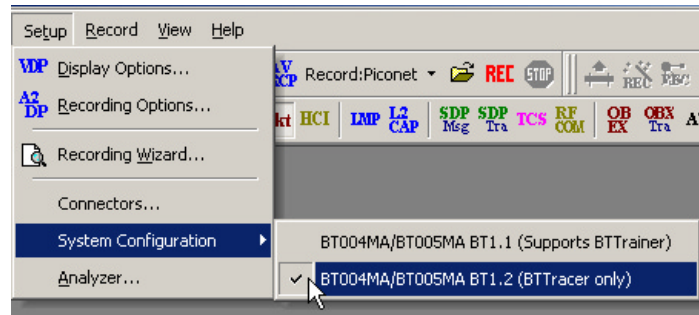 Setup Record View Help
VDP Display Options...
A2DP Recording Options...
Recording Wizard...
Connectors...
System Configuration
Analyzer...
AV CP Record:Piconet REC STOP REC REC
kt HCI LMP L2CAP SDP Msg SDP Tra TCS RF COM OB EX OBX Tra A
BT004MA/BT005MA BT1.1 (Supports BTTrainer)
BT004MA/BT005MA BT1.2 (BTTracer only)